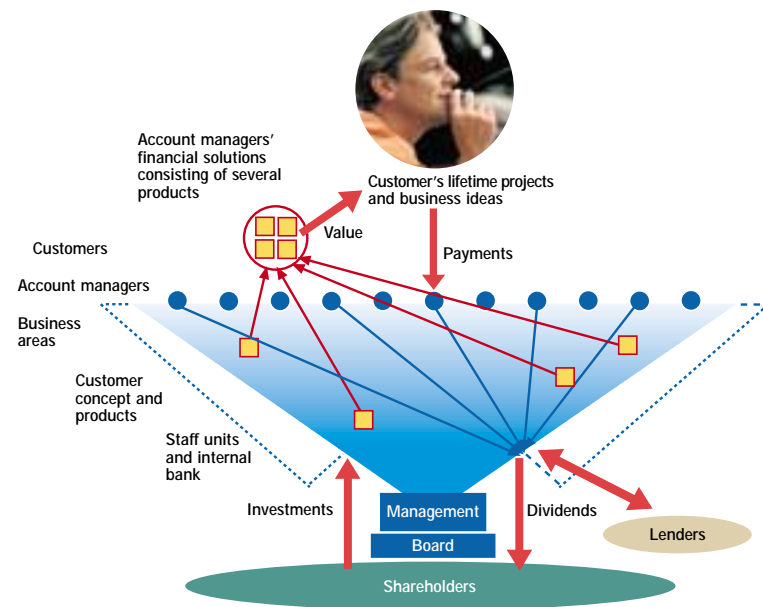 Account managers'
financial solutions
consisting of several
products
Customer's lifetime projects
and business ideas
Value
Customers
Payments
Account managers
Business
areas
Customer
concept and
products
Staff units
and internal
bank
Investments
Management
Dividends
Board
Lenders
Shareholders